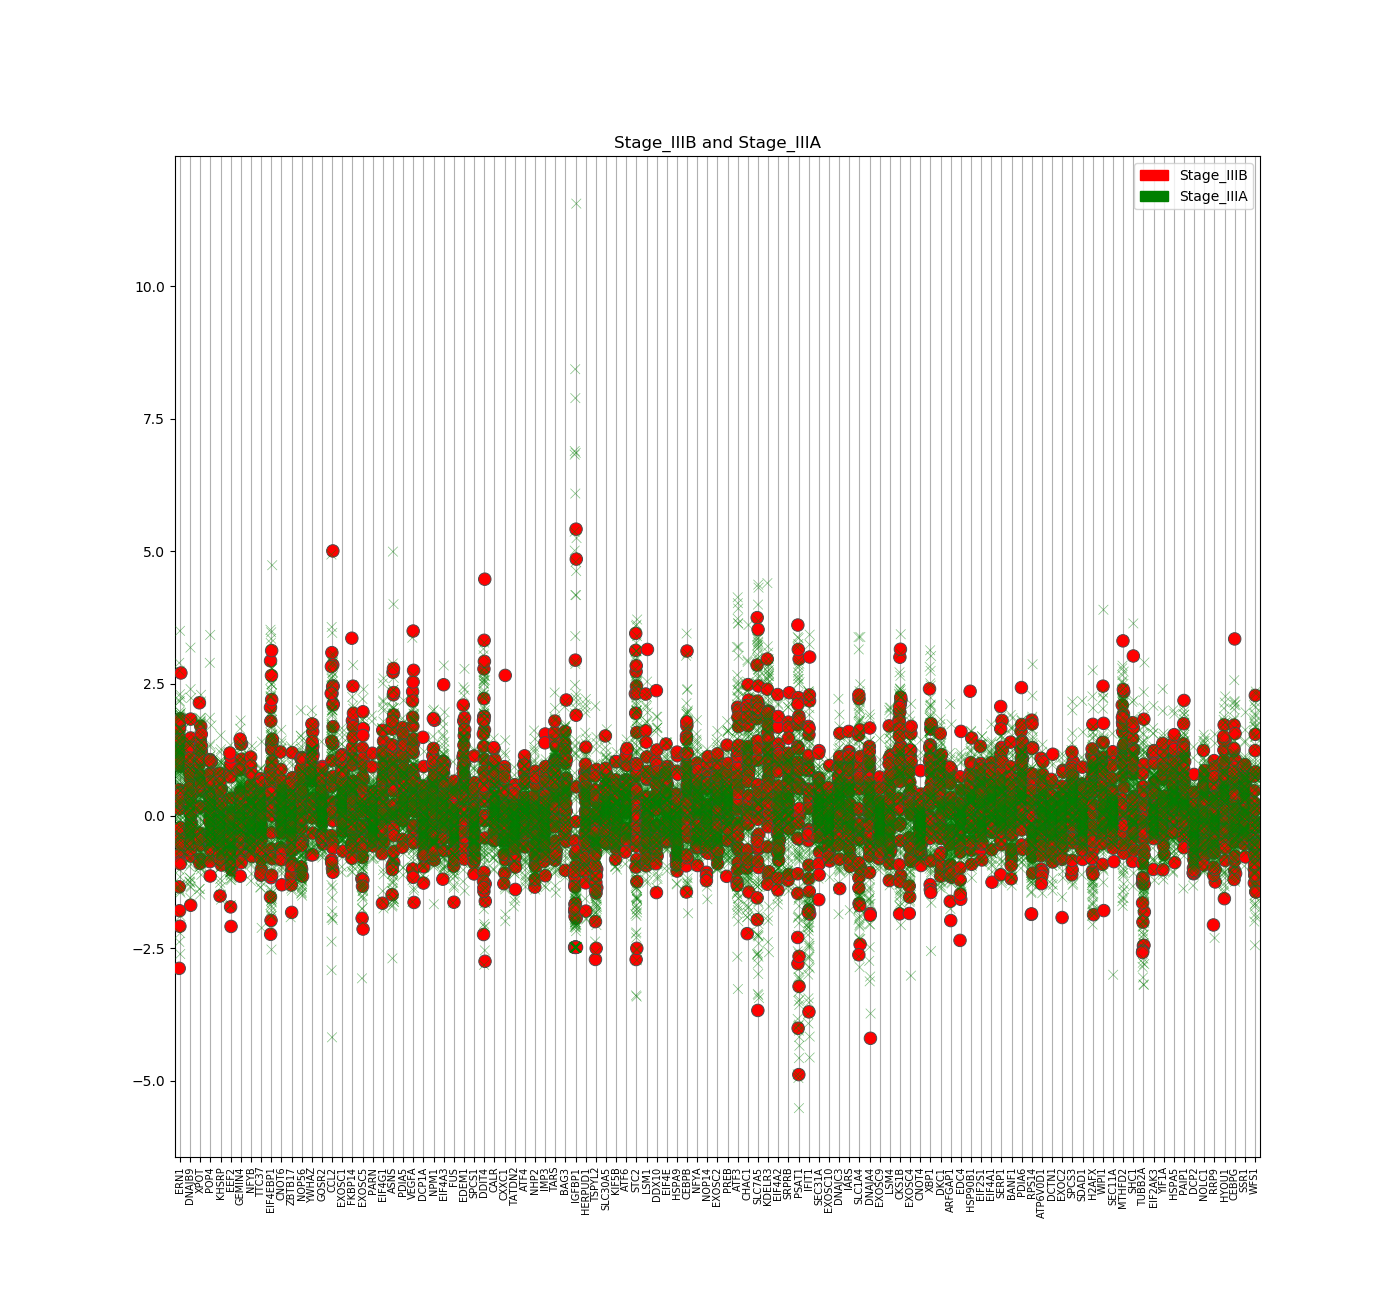 Stage_IIIB and Stage_IIIA
Stage_IIIB
Stage_IIIA
10.0
7.5
5.0
2.5
0.0
−2.5
−5.0
ERN1
DNAJB9
XPOT
POP4
KHSRP
EEF2
GEMIN4
NFYB
TTC37
EIF4EBP1
CNOT6
ZBTB17
NOP56
YWHAZ
GOSR2
CCL2
EXOSC1
FKBP14
EXOSC5
PARN
EIF4G1
ASNS
PDIA5
VEGFA
DCP1A
NPM1
EIF4A3
FUS
EDEM1
SPCS1
DDIT4
CALR
CXXC1
TATDN2
ATF4
NHP2
IMP3
TARS
BAG3
IGFBP1
HERPUD1
TSPYL2
SLC30A5
KIF5B
ATF6
STC2
LSM1
DDX10
EIF4E
HSPA9
CEBPB
NFYA
NOP14
EXOSC2
PREB
ATF3
CHAC1
SLC7A5
KDELR3
EIF4A2
SRPRB
PSAT1
IFIT1
SEC31A
EXOSC10
DNAJC3
IARS
SLC1A4
DNAJA4
EXOSC9
LSM4
CKS1B
EXOSC4
CNOT4
XBP1
DKC1
ARFGAP1
EDC4
HSP90B1
EIF2S1
EIF4A1
SERP1
BANF1
PDIA6
RPS14
ATP6V0D1
DCTN1
EXOC2
SPCS3
SDAD1
H2AFX
WIPI1
SEC11A
MTHFD2
SHC1
TUBB2A
EIF2AK3
YIF1A
HSPA5
PAIP1
DCP2
NOLC1
RRP9
HYOU1
CEBPG
SSR1
WFS1